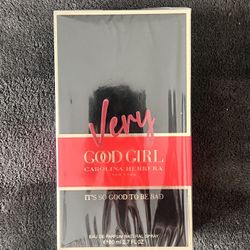 Very
GOOD GIRL
CAROLINA HERRERA
NEW YORK
IT'S SO GOOD TO BE BAD
EAU DE PARFUM NATURAL SPRAY
℮ 80 ml 2.7 FL.OZ